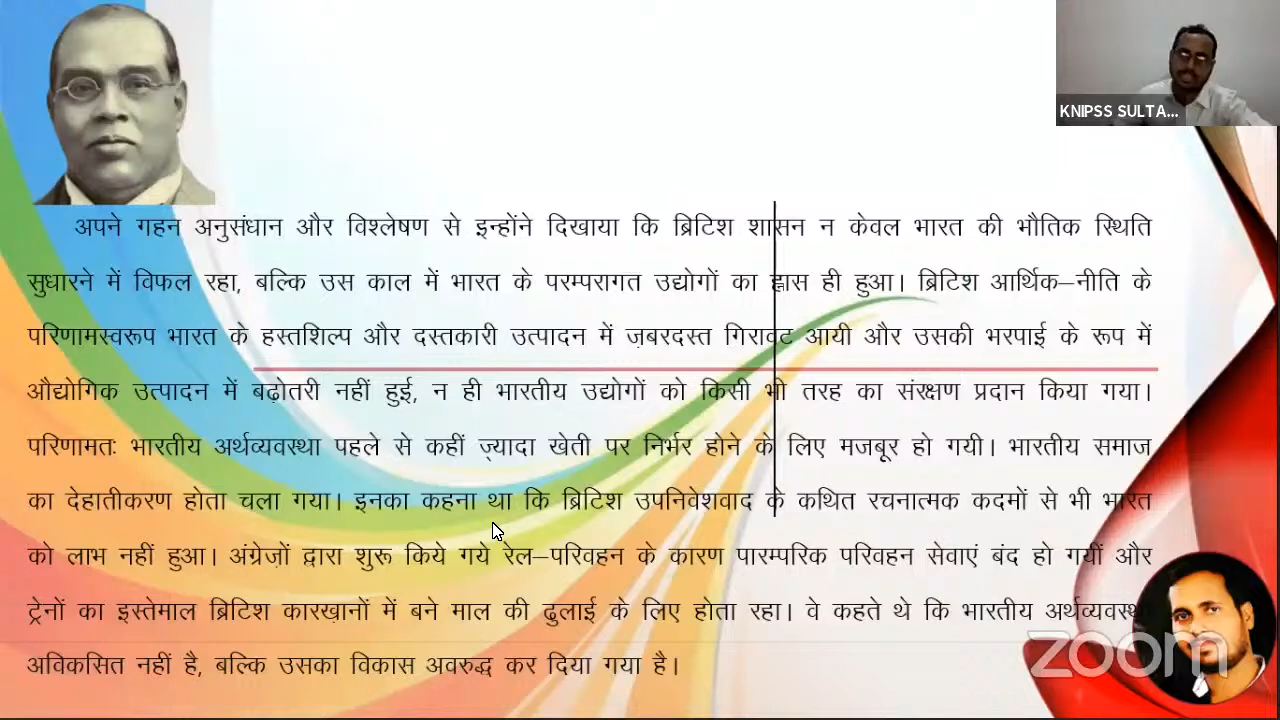 KNIPSS SULTA...
अपने गहन अनुसंधान और विश्लेषण से इन्होंने दिखाया कि ब्रिटिश शासन न केवल भारत की भौतिक स्थिति
सुधारने में विफल रहा, बल्कि उस काल में भारत के परम्परागत उद्योगों का ह्रास ही हुआ। ब्रिटिश आर्थिक–नीति के
परिणामस्वरूप भारत के हस्तशिल्प और दस्तकारी उत्पादन में ज़बरदस्त गिरावट आयी और उसकी भरपाई के रूप में
औद्योगिक उत्पादन में बढ़ोतरी नहीं हुई, न ही भारतीय उद्योगों को किसी भी तरह का संरक्षण प्रदान किया गया।
परिणामतः भारतीय अर्थव्यवस्था पहले से कहीं ज़्यादा खेती पर निर्भर होने के लिए मजबूर हो गयी। भारतीय समाज
का देहातीकरण होता चला गया। इनका कहना था कि ब्रिटिश उपनिवेशवाद के कथित रचनात्मक कदमों से भी भारत
को लाभ नहीं हुआ। अंग्रेज़ों द्वारा शुरू किये गये रेल–परिवहन के कारण पारम्परिक परिवहन सेवाएं बंद हो गयीं और
ट्रेनों का इस्तेमाल ब्रिटिश कारख़ानों में बने माल की ढुलाई के लिए होता रहा। वे कहते थे कि भारतीय अर्थव्यवस्था
अविकसित नहीं है, बल्कि उसका विकास अवरुद्ध कर दिया गया है।
zoom